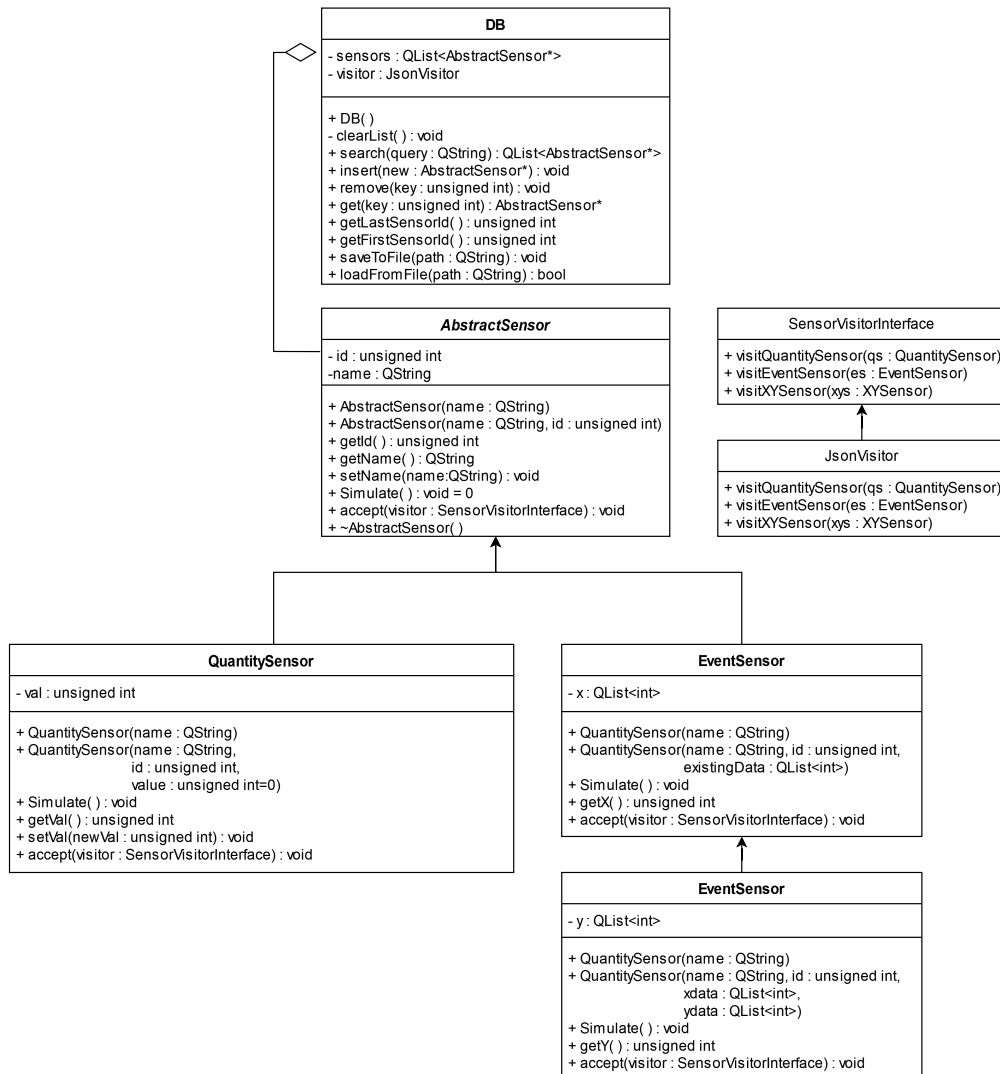 DB
- sensors : QList<AbstractSensor*>
- visitor : JsonVisitor
+ DB( )
- clearList( ) : void
+ search(query : QString) : QList<AbstractSensor*>
+ insert(new : AbstractSensor*) : void
+ remove(key : unsigned int) : void
+ get(key : unsigned int) : AbstractSensor*
+ getLastSensorId( ) : unsigned int
+ getFirstSensorId( ) : unsigned int
+ saveToFile(path : QString) : void
+ loadFromFile(path : QString) : bool
AbstractSensor
- id : unsigned int
-name : QString
+ AbstractSensor(name : QString)
+ AbstractSensor(name : QString, id : unsigned int)
+ getId( ) : unsigned int
+ getName( ) : QString
+ setName(name:QString) : void
+ Simulate( ) : void = 0
+ accept(visitor : SensorVisitorInterface) : void
+ ~AbstractSensor( )
SensorVisitorInterface
+ visitQuantitySensor(qs : QuantitySensor)
+ visitEventSensor(es : EventSensor)
+ visitXYSensor(xys : XYSensor)
JsonVisitor
+ visitQuantitySensor(qs : QuantitySensor)
+ visitEventSensor(es : EventSensor)
+ visitXYSensor(xys : XYSensor)
QuantitySensor
- val : unsigned int
+ QuantitySensor(name : QString)
+ QuantitySensor(name : QString,
id : unsigned int,
value : unsigned int=0)
+ Simulate( ) : void
+ getVal( ) : unsigned int
+ setVal(newVal : unsigned int) : void
+ accept(visitor : SensorVisitorInterface) : void
EventSensor
- x : QList<int>
+ QuantitySensor(name : QString)
+ QuantitySensor(name : QString, id : unsigned int,
existingData : QList<int>)
+ Simulate( ) : void
+ getX( ) : unsigned int
+ accept(visitor : SensorVisitorInterface) : void
EventSensor
- y : QList<int>
+ QuantitySensor(name : QString)
+ QuantitySensor(name : QString, id : unsigned int,
xdata : QList<int>,
ydata : QList<int>)
+ Simulate( ) : void
+ getY( ) : unsigned int
+ accept(visitor : SensorVisitorInterface) : void